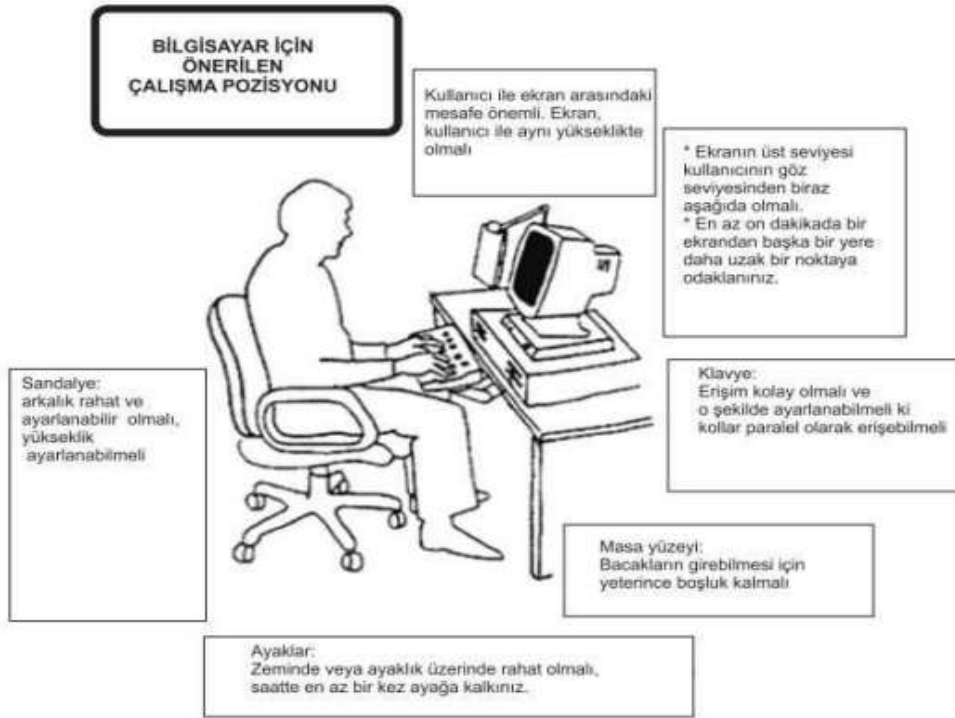 BİLGİSAYAR İÇİN
ÖNERİLEN
ÇALIŞMA POZİSYONU
Kullanıcı ile ekran arasındaki
mesafe önemli. Ekran,
kullanıcı ile aynı yükseklikte
olmalı
* Ekranın üst seviyesi
kullanıcının göz
seviyesinden biraz
aşağıda olmalı.
* En az on dakikada bir
ekrandan başka bir yere
daha uzak bir noktaya
odaklanınız.
Sandalye:
arkalık rahat ve
ayarlanabilir olmalı,
yükseklik
ayarlanabilmeli
Klavye:
Erişim kolay olmalı ve
o şekilde ayarlanabilmeli ki
kollar paralel olarak erişebilmeli
Masa yüzeyi:
Bacakların girebilmesi için
yeterince boşluk kalmalı
Ayaklar:
Zeminde veya ayaklık üzerinde rahat olmalı,
saatte en az bir kez ayağa kalkınız.